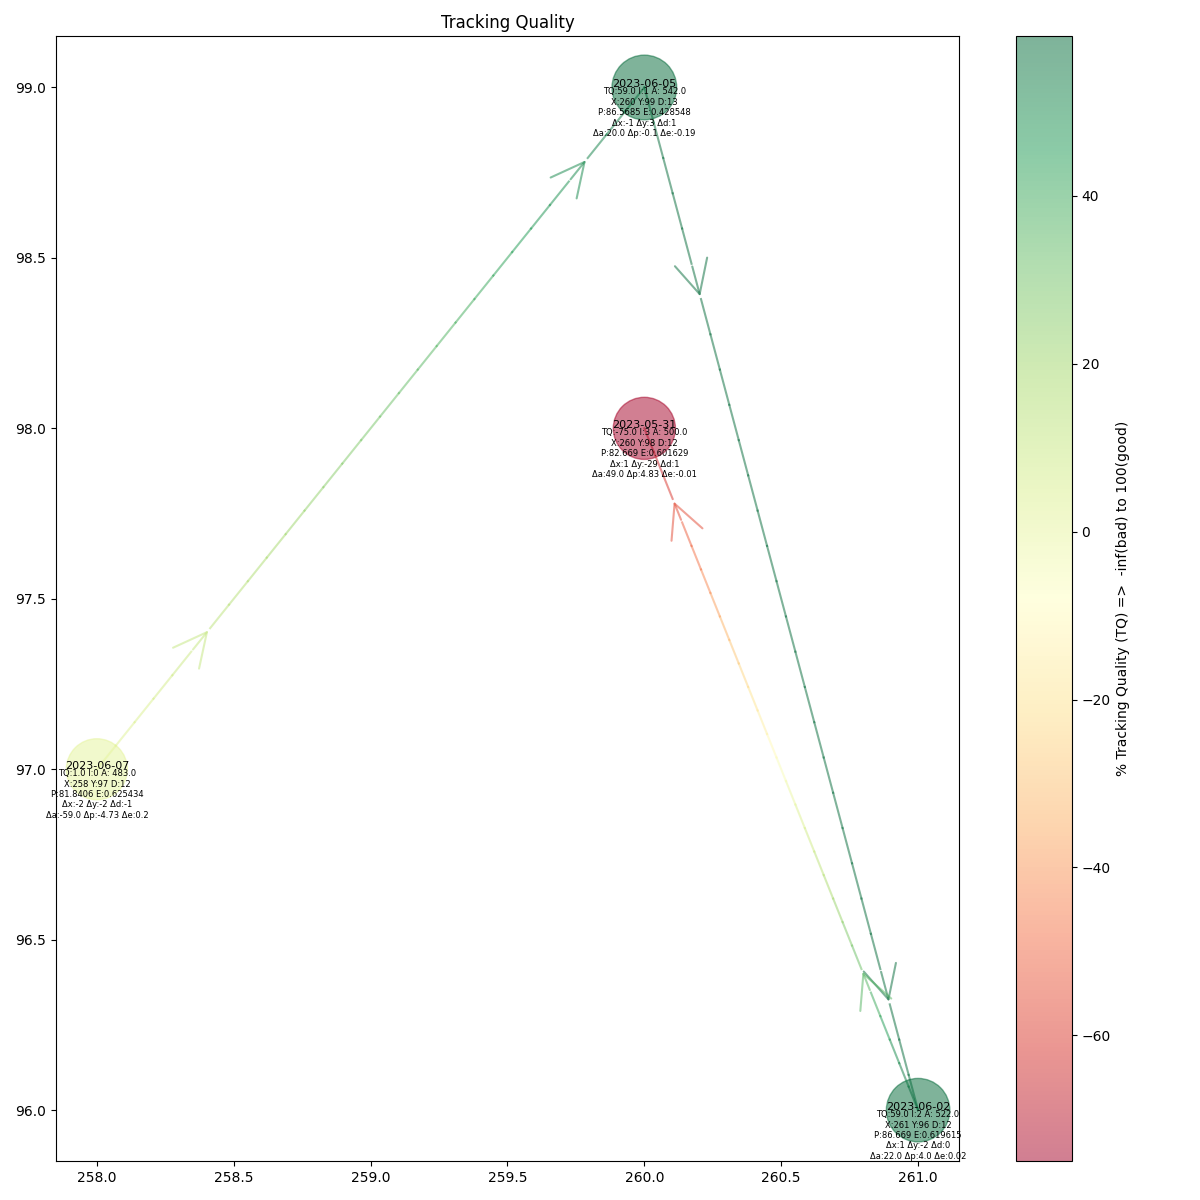 Tracking Quality
99.0
98.5
98.0
97.5
97.0
96.5
96.0
258.0
258.5
259.0
259.5
260.0
260.5
261.0
2023-06-05
TQ:59.0 I:1 A: 542.0
X:260 Y:99 D:13
P:86.5685 E:0.428548
Δx:-1 Δy:3 Δd:1
Δa:20.0 Δp:-0.1 Δe:-0.19
2023-05-31
TQ:-75.0 I:3 A: 500.0
X:260 Y:98 D:12
P:82.669 E:0.601629
Δx:1 Δy:-29 Δd:1
Δa:49.0 Δp:4.83 Δe:-0.01
2023-06-07
TQ:1.0 I:0 A: 483.0
X:258 Y:97 D:12
P:81.8406 E:0.625434
Δx:-2 Δy:-2 Δd:-1
Δa:-59.0 Δp:-4.73 Δe:0.2
2023-06-02
TQ:59.0 I:2 A: 522.0
X:261 Y:96 D:12
P:86.669 E:0.619615
Δx:1 Δy:-2 Δd:0
Δa:22.0 Δp:4.0 Δe:0.02
40
20
0
−20
−40
−60
% Tracking Quality (TQ) => -inf(bad) to 100(good)